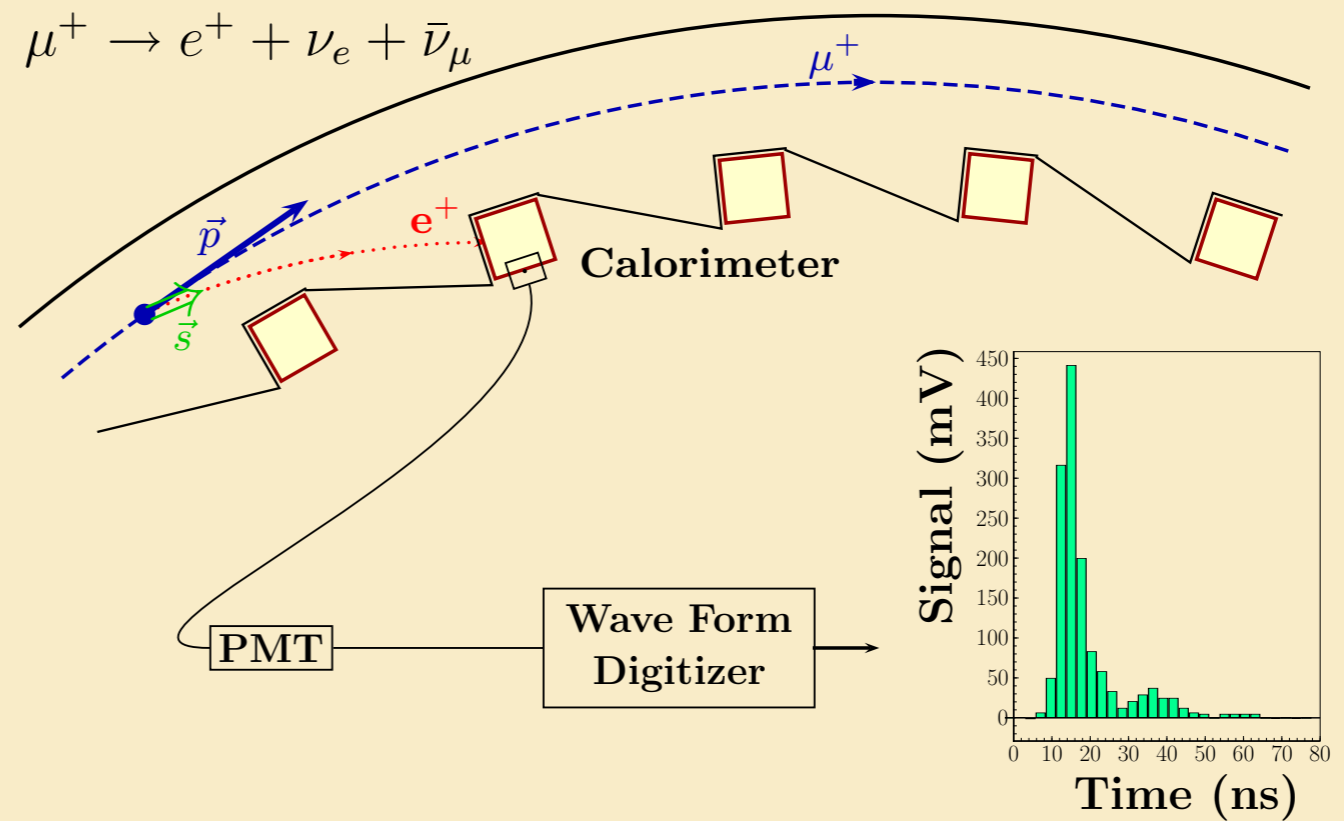 μ⁺ → e⁺ + ν_e + ν̄_μ
μ⁺
p⃗
e⁺
s⃗
Calorimeter
PMT
Wave Form
Digitizer
Signal (mV)
450
400
350
300
250
200
150
100
50
0
0 10 20 30 40 50 60 70 80
Time (ns)